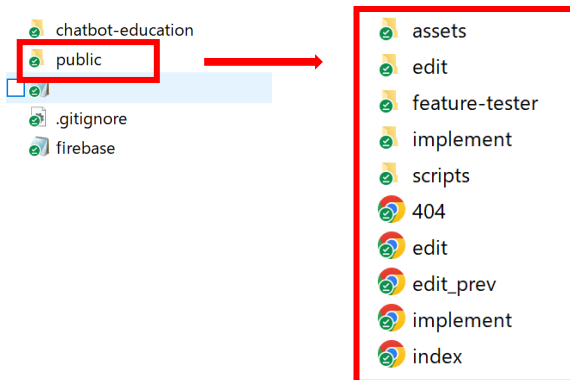 chatbot-education
public
.gitignore
firebase
assets
edit
feature-tester
implement
scripts
404
edit
edit_prev
implement
index